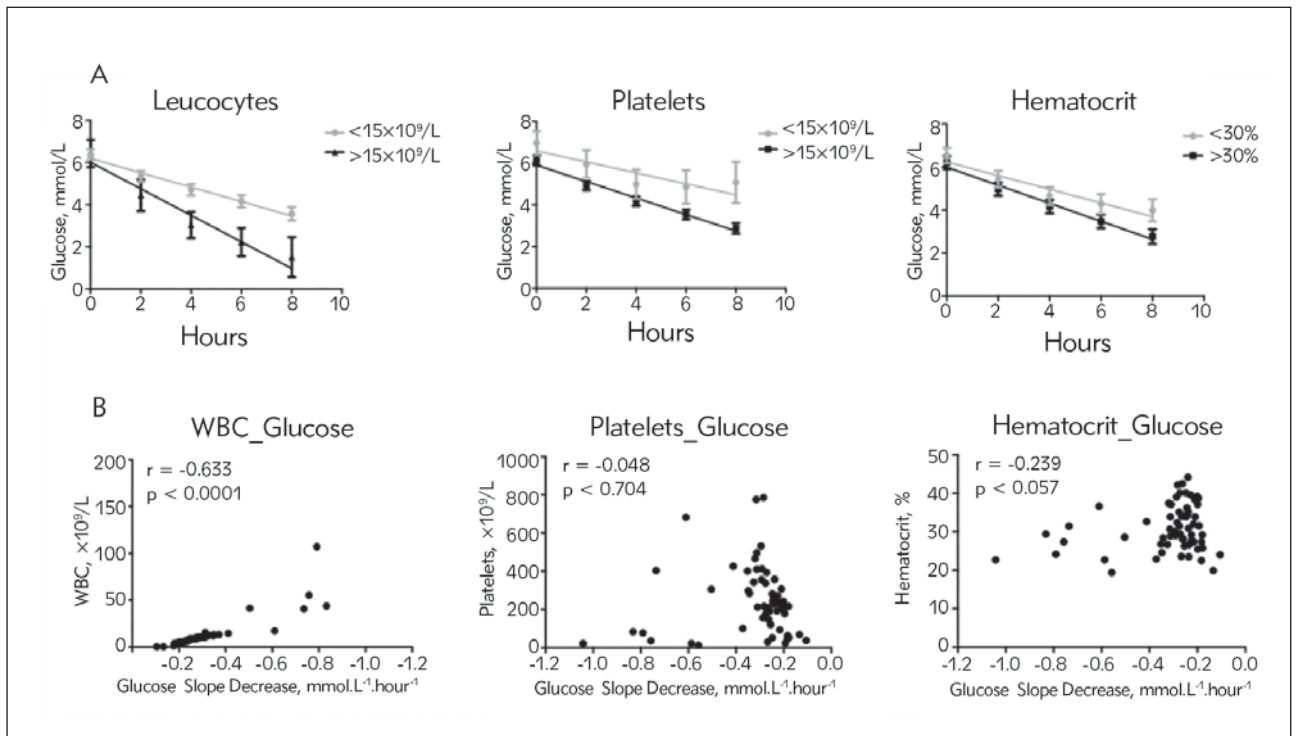 A
Leucocytes
Glucose, mmol/L
8
6
4
2
0
0 2 4 6 8 10
Hours
<15×10⁹/L
>15×10⁹/L
Platelets
Glucose, mmol/L
8
6
4
2
0
0 2 4 6 8 10
Hours
<15×10⁹/L
>15×10⁹/L
Hematocrit
Glucose, mmol/L
8
6
4
2
0
0 2 4 6 8 10
Hours
<30%
>30%
B
WBC_Glucose
r = -0.633
p < 0.0001
WBC, ×10⁹/L
200
150
100
50
0
-0.2 -0.4 -0.6 -0.8 -1.0 -1.2
Glucose Slope Decrease, mmol.L⁻¹.hour⁻¹
Platelets_Glucose
r = -0.048
p < 0.704
Platelets, ×10⁹/L
1000
800
600
400
200
0
-1.2 -1.0 -0.8 -0.6 -0.4 -0.2 0.0
Glucose Slope Decrease, mmol.L⁻¹.hour⁻¹
Hematocrit_Glucose
r = -0.239
p < 0.057
Hematocrit, %
50
40
30
20
10
0
-1.2 -1.0 -0.8 -0.6 -0.4 -0.2 0.0
Glucose Slope Decrease, mmol.L⁻¹.hour⁻¹